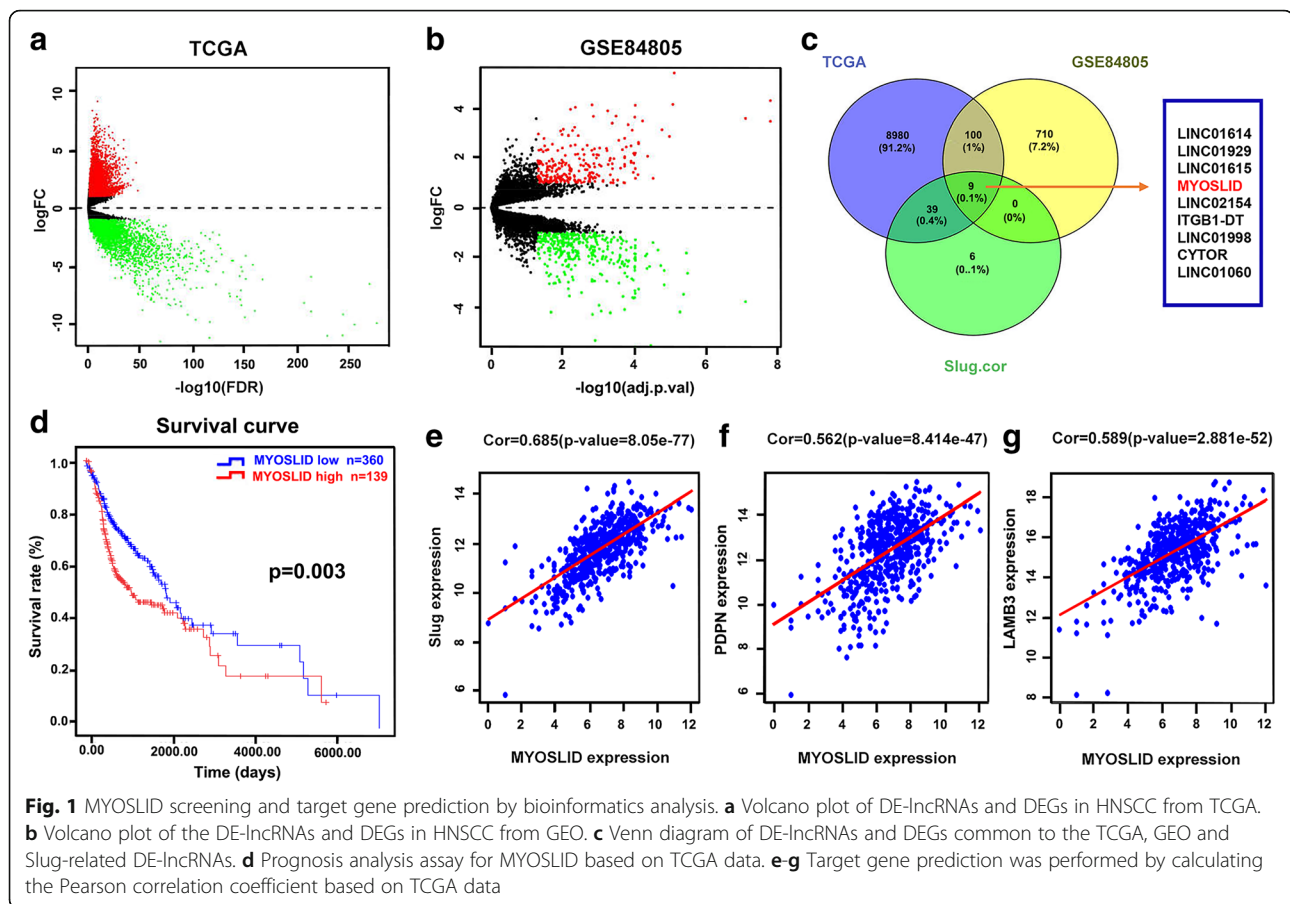 a
TCGA
logFC
10
5
0
-5
-10
0 50 100 150 200 250
-log10(FDR)
b
GSE84805
logFC
4
2
0
-2
-4
0 2 4 6 8
-log10(adj.p.val)
c
TCGA
GSE84805
8980
(91.2%)
100
(1%)
710
(7.2%)
9
(0.1%)
39
(0.4%)
0
(0%)
6
(0..1%)
Slug.cor
LINC01614
LINC01929
LINC01615
MYOSLID
LINC02154
ITGB1-DT
LINC01998
CYTOR
LINC01060
d
Survival curve
MYOSLID low n=360
MYOSLID high n=139
p=0.003
Survival rate (%)
1.0
0.8
0.6
0.4
0.2
0.0
0.00 2000.00 4000.00 6000.00
Time (days)
e
Cor=0.685(p-value=8.05e-77)
Slug expression
14
12
10
8
6
0 2 4 6 8 10 12
MYOSLID expression
f
Cor=0.562(p-value=8.414e-47)
PDPN expression
14
12
10
8
6
0 2 4 6 8 10 12
MYOSLID expression
g
Cor=0.589(p-value=2.881e-52)
LAMB3 expression
18
16
14
12
10
8
0 2 4 6 8 10 12
MYOSLID expression
Fig. 1 MYOSLID screening and target gene prediction by bioinformatics analysis. a Volcano plot of DE-lncRNAs and DEGs in HNSCC from TCGA.
b Volcano plot of the DE-lncRNAs and DEGs in HNSCC from GEO. c Venn diagram of DE-lncRNAs and DEGs common to the TCGA, GEO and
Slug-related DE-lncRNAs. d Prognosis analysis assay for MYOSLID based on TCGA data. e-g Target gene prediction was performed by calculating
the Pearson correlation coefficient based on TCGA data